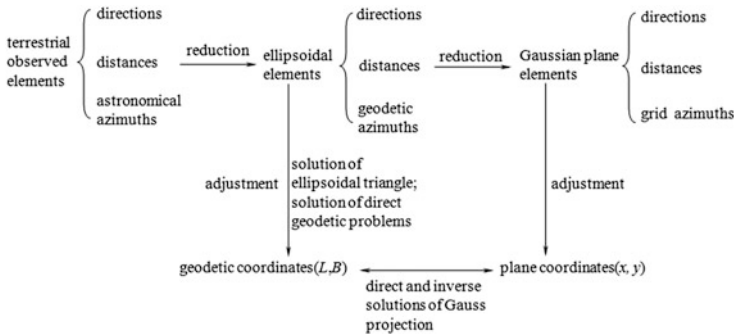 terrestrial
observed
elements
directions
distances
astronomical
azimuths
reduction
ellipsoidal
elements
directions
distances
geodetic
azimuths
reduction
Gaussian plane
elements
directions
distances
grid azimuths
adjustment
solution of
ellipsoidal triangle;
solution of direct
geodetic problems
adjustment
geodetic coordinates(L,B)
plane coordinates(x, y)
direct and inverse
solutions of Gauss
projection